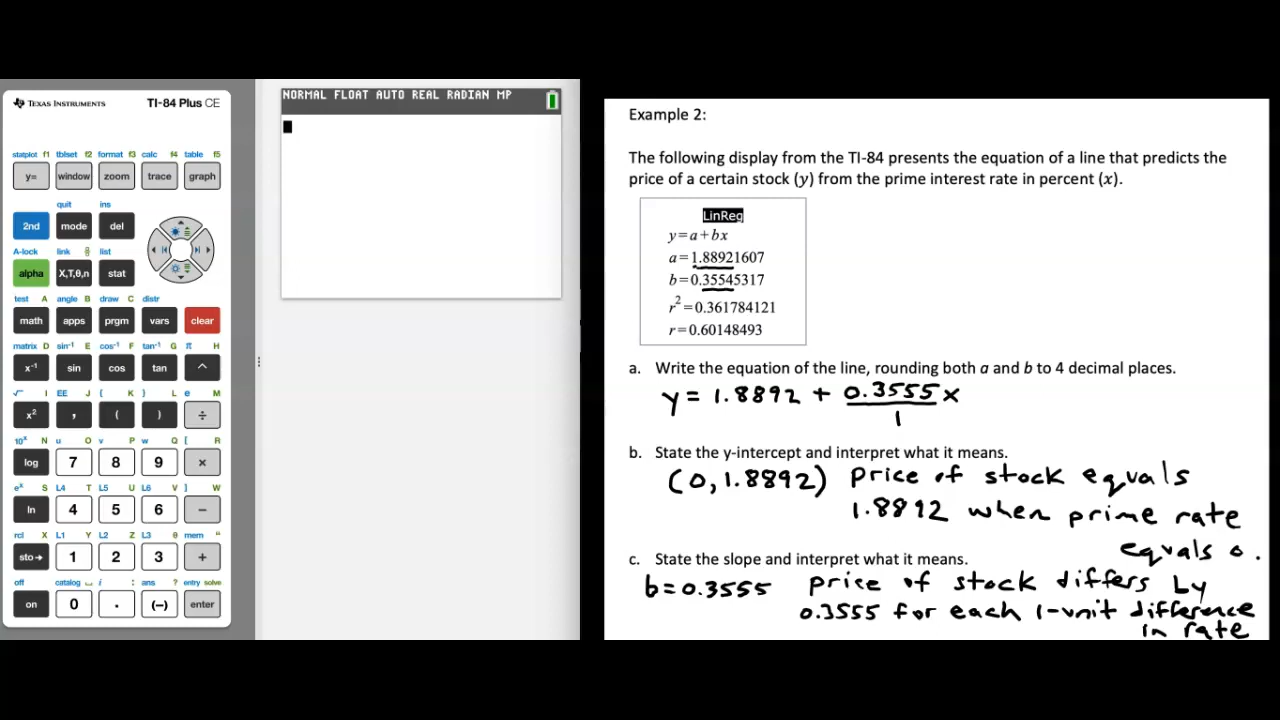 TEXAS INSTRUMENTS TI-84 Plus CE
statplot f1 tblset f2 format f3 calc f4 table f5
y= window zoom trace graph
quit ins
2nd mode del
A-lock link list
alpha X,T,θ,n stat
test A angle B draw C distr
math apps prgm vars clear
matrix D sin⁻¹ E cos⁻¹ F tan⁻¹ G π H
x⁻¹ sin cos tan ^
√ I EE J { K } L e M
x² , ( ) ÷
10ˣ N u O v P w Q [ R
log 7 8 9 ×
eˣ S L4 T L5 U L6 V ] W
ln 4 5 6 −
rcl X L1 Y L2 Z L3 θ mem "
sto→ 1 2 3 +
off catalog ⎵ i : ans ? entry solve
on 0 . (−) enter
NORMAL FLOAT AUTO REAL RADIAN MP
Example 2:
The following display from the TI-84 presents the equation of a line that predicts the
price of a certain stock (y) from the prime interest rate in percent (x).
LinReg
y=a+bx
a=1.88921607
b=0.35545317
r²=0.361784121
r=0.60148493
a. Write the equation of the line, rounding both a and b to 4 decimal places.
y = 1.8892 + 0.3555x
1
b. State the y-intercept and interpret what it means.
(0,1.8892) price of stock equals
1.8892 when prime rate
equals 0.
c. State the slope and interpret what it means.
b=0.3555 price of stock differs by
0.3555 for each 1-unit difference
in rate